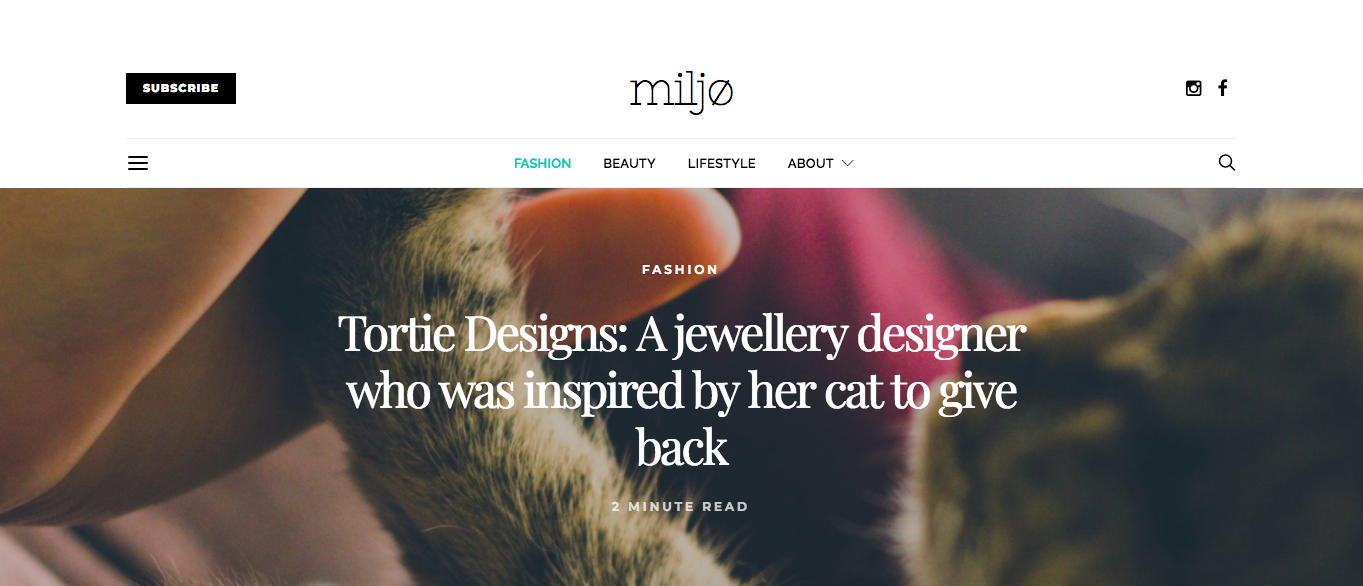 SUBSCRIBE
miljø
FASHION BEAUTY LIFESTYLE ABOUT
FASHION
Tortie Designs: A jewellery designer
who was inspired by her cat to give
back
2 MINUTE READ